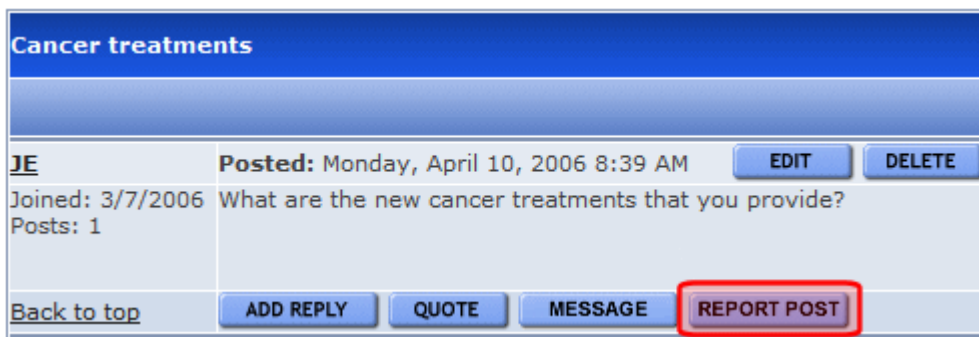 Cancer treatments
JE
Posted: Monday, April 10, 2006 8:39 AM
EDIT
DELETE
Joined: 3/7/2006
Posts: 1
What are the new cancer treatments that you provide?
Back to top
ADD REPLY
QUOTE
MESSAGE
REPORT POST